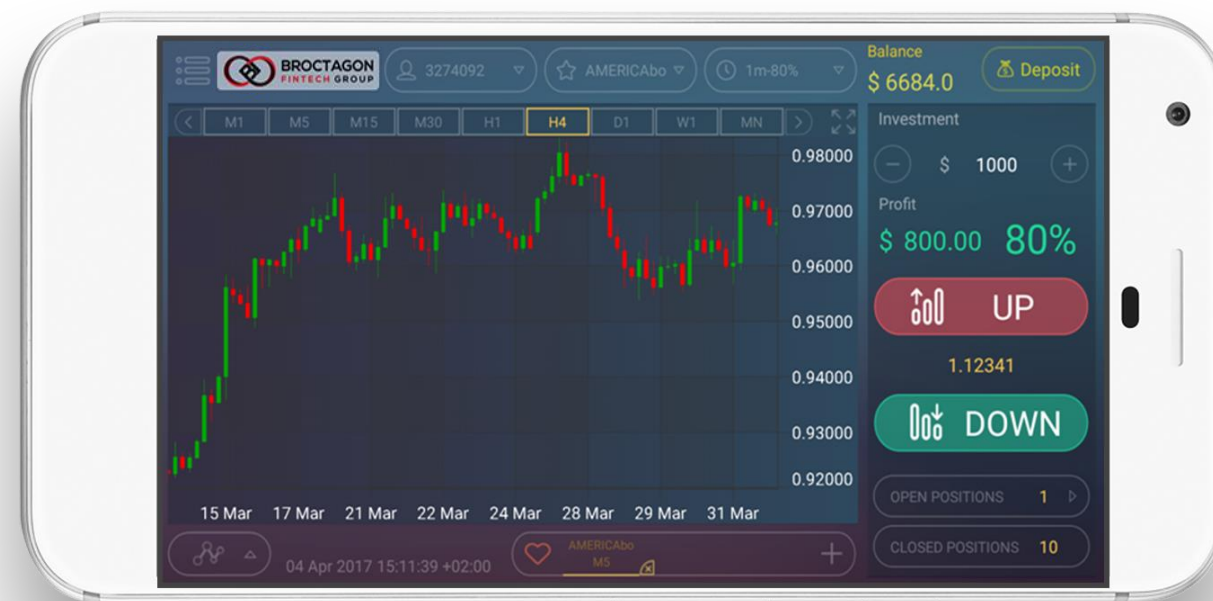 BROCTAGON
FINTECH GROUP
3274092
AMERICAbo
1m-80%
Balance
$ 6684.0
Deposit
M1
M5
M15
M30
H1
H4
D1
W1
MN
Investment
$ 1000
Profit
$ 800.00 80%
UP
1.12341
DOWN
OPEN POSITIONS 1
CLOSED POSITIONS 10
0.98000
0.97000
0.96000
0.95000
0.94000
0.93000
0.92000
15 Mar
17 Mar
21 Mar
22 Mar
24 Mar
28 Mar
29 Mar
31 Mar
04 Apr 2017 15:11:39 +02:00
AMERICAbo
M5